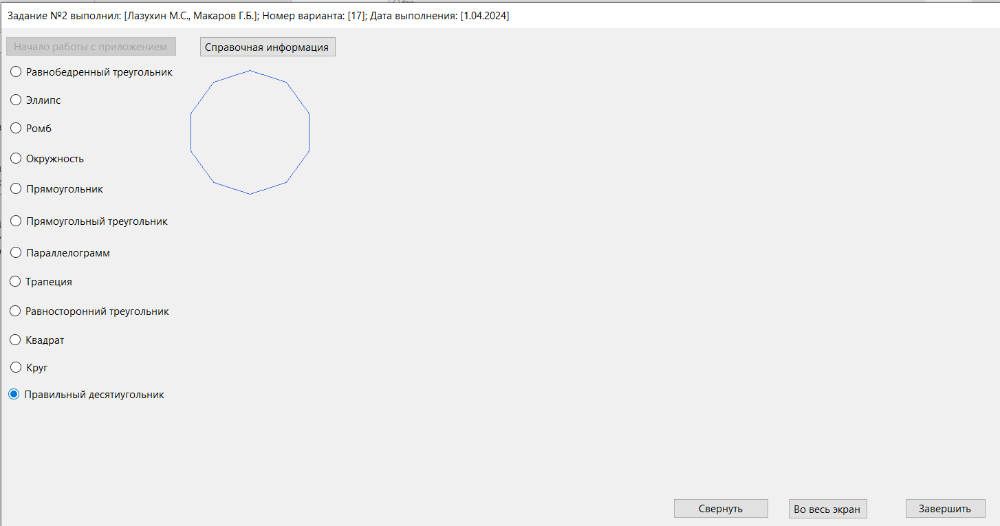 Задание №2 выполнил: [Лазухин М.С., Макаров Г.Б.]; Номер варианта: [17]; Дата выполнения: [1.04.2024]
Начало работы с приложением
Справочная информация
Равнобедренный треугольник
Эллипс
Ромб
Окружность
Прямоугольник
Прямоугольный треугольник
Параллелограмм
Трапеция
Равносторонний треугольник
Квадрат
Круг
Правильный десятиугольник
Свернуть
Во весь экран
Завершить